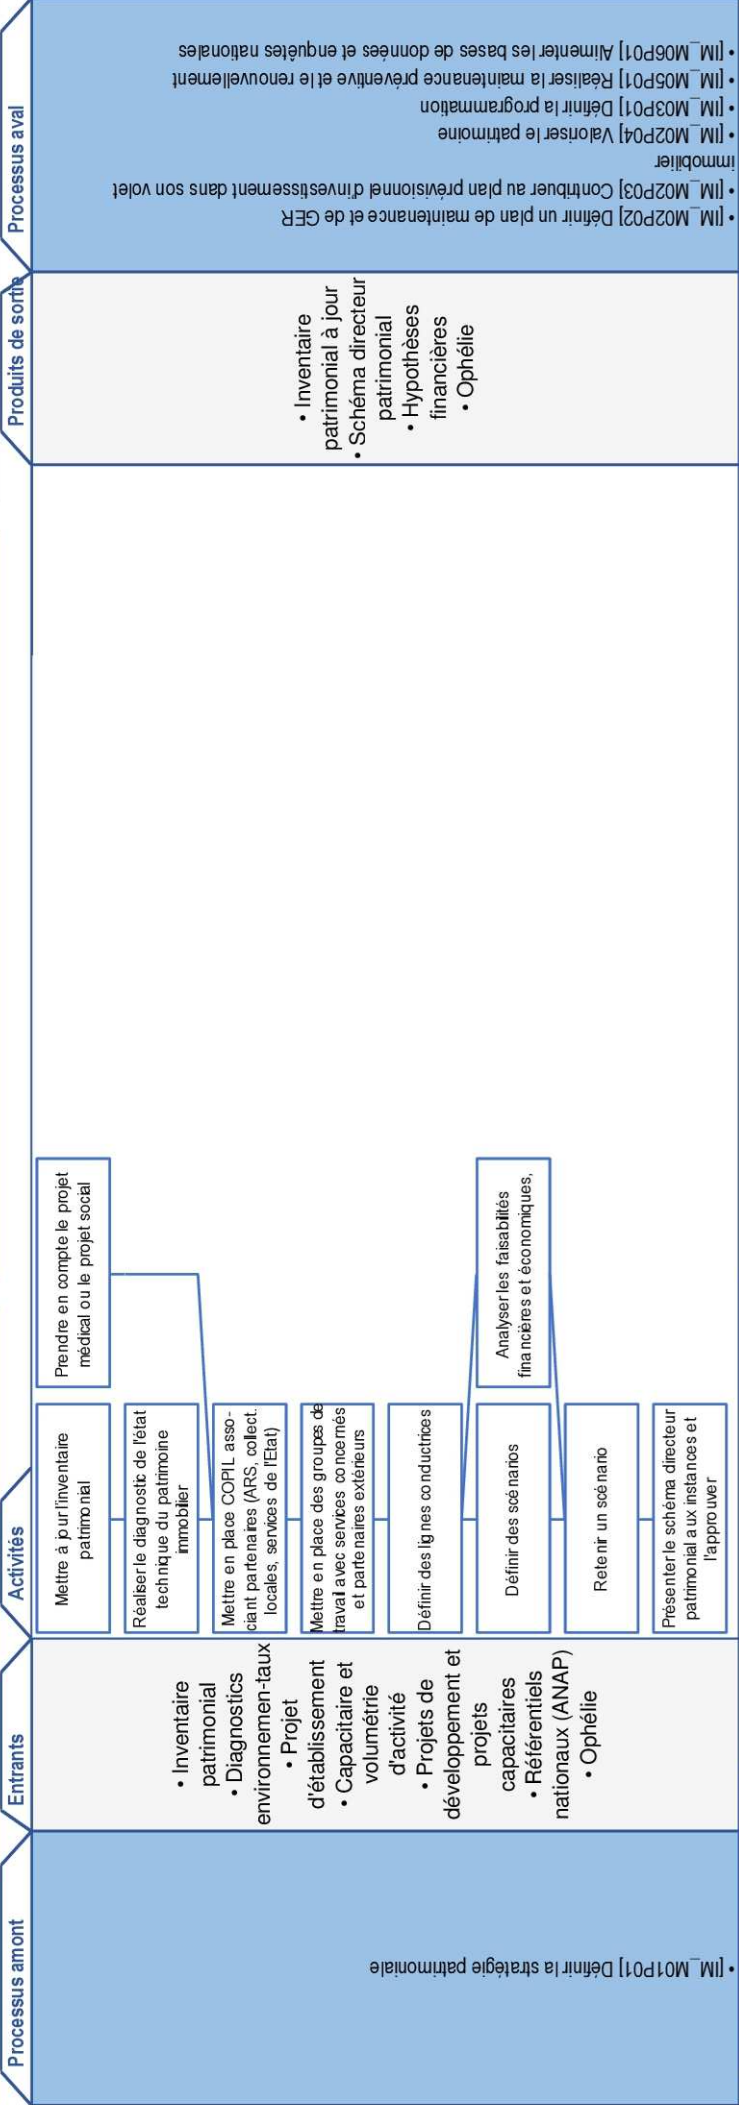 Processus amont
• [IM_M01P01] Définir la stratégie patrimoniale
Entrants
• Inventaire
patrimonial
• Diagnostics
environnemen-taux
• Projet
d'établissement
• Capacitaire et
volumétrie
d'activité
• Projets de
développement et
projets
capacitaires
• Référentiels
nationaux (ANAP)
• Ophélie
Activités
Mettre à jour l'inventaire
patrimonial
Prendre en compte le projet
médical ou le projet social
Réaliser le diagnostic de l'état
technique du patrimoine
immobilier
Mettre en place COPIL asso-
ciant partenaires (ARS, collect.
locales, services de l'Etat)
Mettre en place des groupes de
travail avec services concernés
et partenaires extérieurs
Définir des lignes conductrices
Définir des scénarios
Analyser les faisabilités
financières et économiques,
Retenir un scénario
Présenter le schéma directeur
patrimonial aux instances et
l'approuver
Produits de sortie
• Inventaire
patrimonial à jour
• Schéma directeur
patrimonial
• Hypothèses
financières
• Ophélie
Processus aval
• [IM_M02P02] Définir un plan de maintenance et de GER
• [IM_M02P03] Contribuer au plan prévisionnel d'investissement dans son volet
immobilier
• [IM_M02P04] Valoriser le patrimoine
• [IM_M03P01] Définir la programmation
• [IM_M05P01] Réaliser la maintenance préventive et le renouvellement
• [IM_M06P01] Alimenter les bases de données et enquêtes nationales